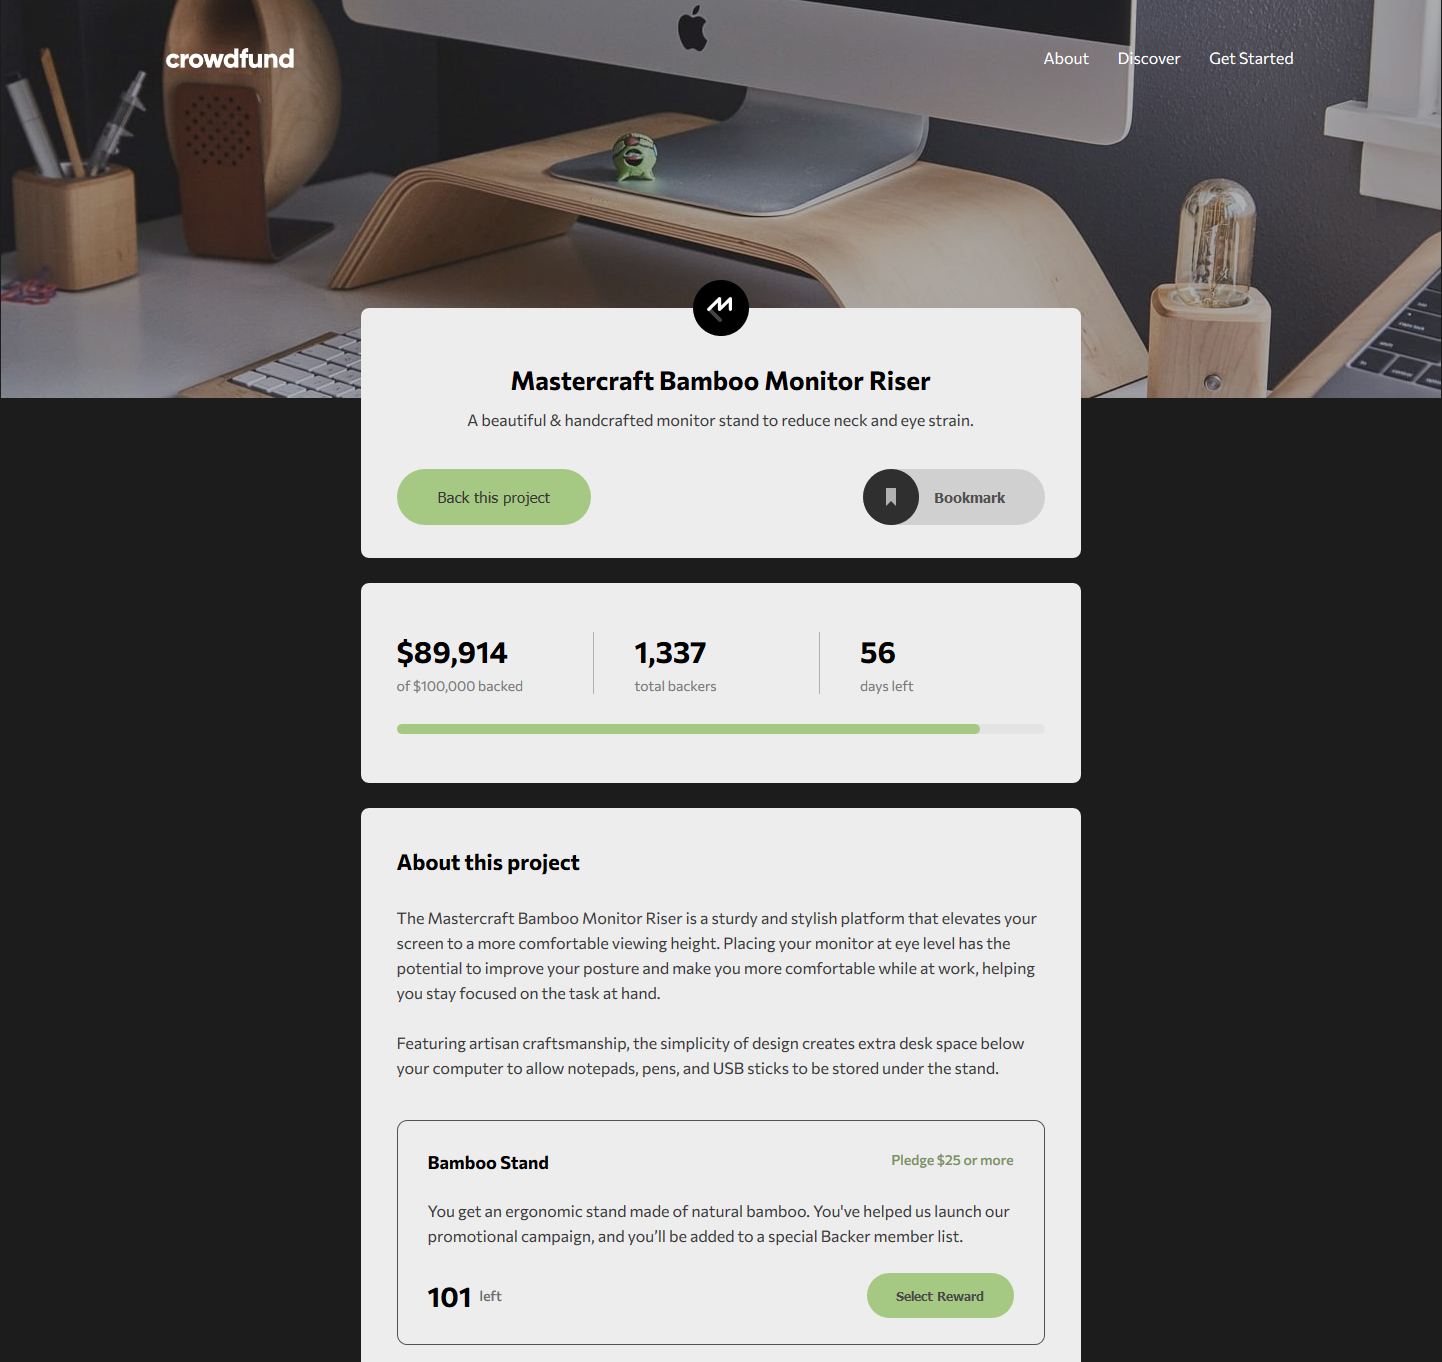 crowdfund
About Discover Get Started
Mastercraft Bamboo Monitor Riser
A beautiful & handcrafted monitor stand to reduce neck and eye strain.
Back this project
Bookmark
$89,914
of $100,000 backed
1,337
total backers
56
days left
About this project
The Mastercraft Bamboo Monitor Riser is a sturdy and stylish platform that elevates your
screen to a more comfortable viewing height. Placing your monitor at eye level has the
potential to improve your posture and make you more comfortable while at work, helping
you stay focused on the task at hand.
Featuring artisan craftsmanship, the simplicity of design creates extra desk space below
your computer to allow notepads, pens, and USB sticks to be stored under the stand.
Bamboo Stand
Pledge $25 or more
You get an ergonomic stand made of natural bamboo. You've helped us launch our
promotional campaign, and you’ll be added to a special Backer member list.
101 left
Select Reward